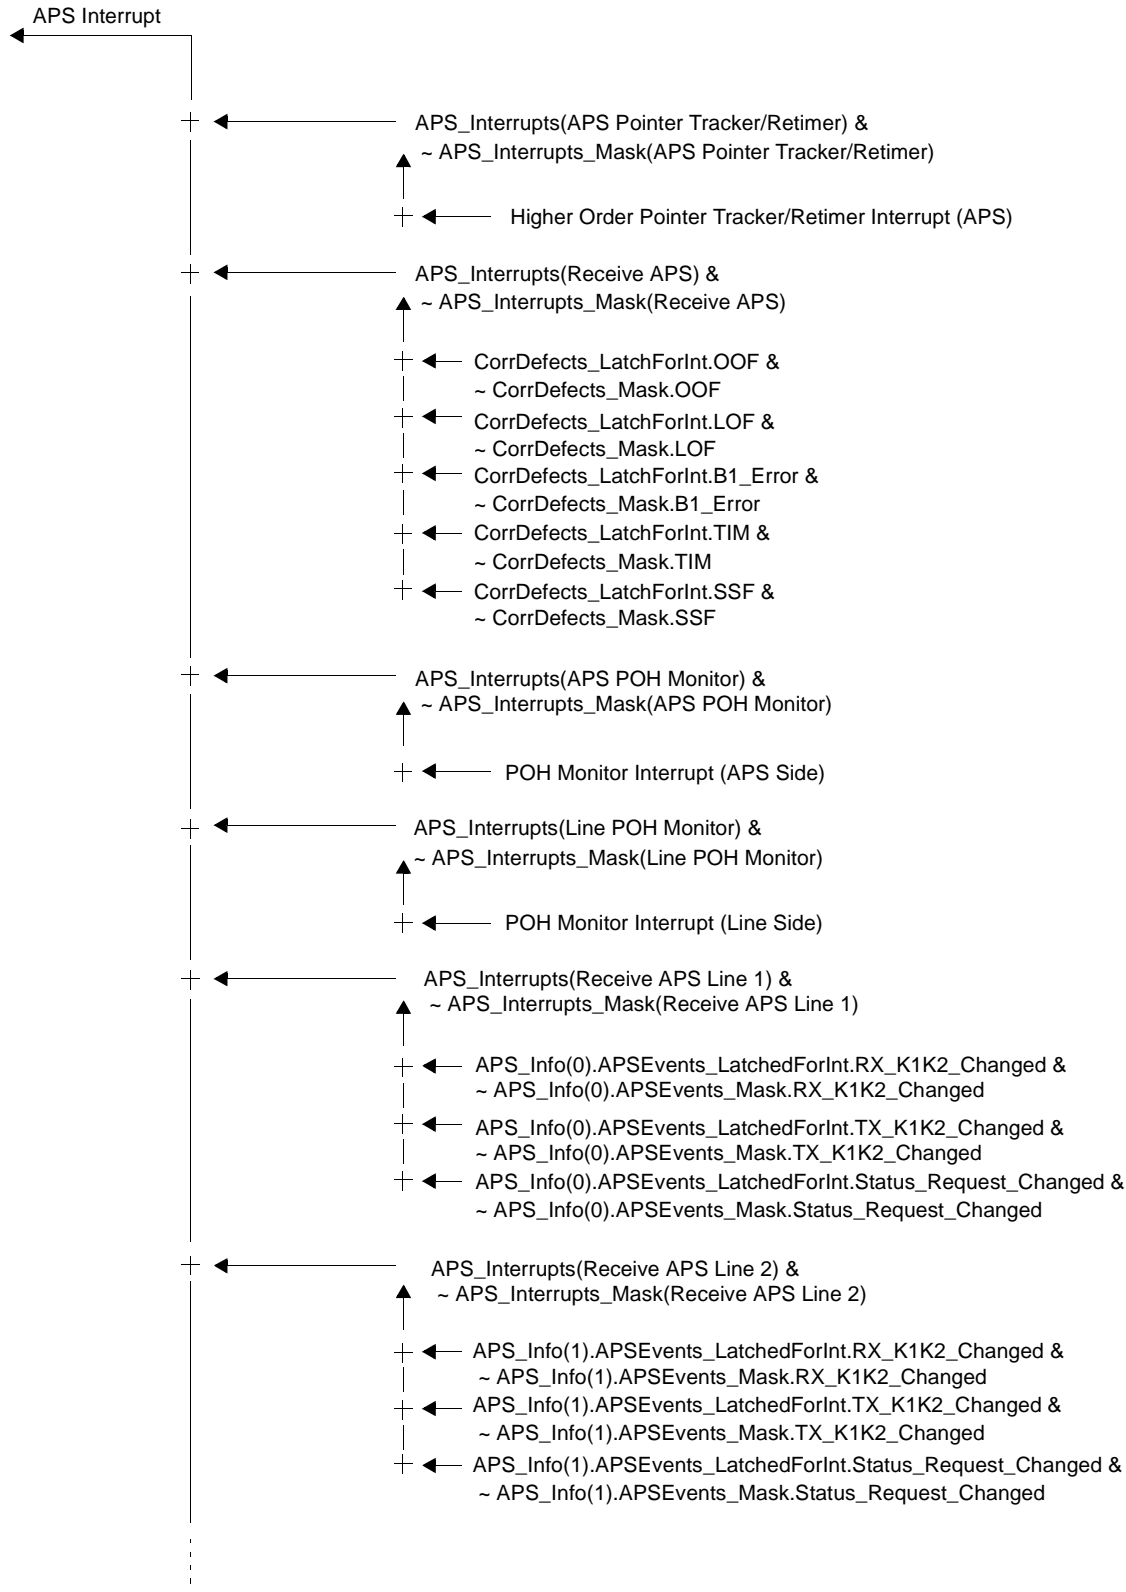 APS Interrupt
APS_Interrupts(APS Pointer Tracker/Retimer) &
~ APS_Interrupts_Mask(APS Pointer Tracker/Retimer)
Higher Order Pointer Tracker/Retimer Interrupt (APS)
APS_Interrupts(Receive APS) &
~ APS_Interrupts_Mask(Receive APS)
CorrDefects_LatchForInt.OOF &
~ CorrDefects_Mask.OOF
CorrDefects_LatchForInt.LOF &
~ CorrDefects_Mask.LOF
CorrDefects_LatchForInt.B1_Error &
~ CorrDefects_Mask.B1_Error
CorrDefects_LatchForInt.TIM &
~ CorrDefects_Mask.TIM
CorrDefects_LatchForInt.SSF &
~ CorrDefects_Mask.SSF
APS_Interrupts(APS POH Monitor) &
~ APS_Interrupts_Mask(APS POH Monitor)
POH Monitor Interrupt (APS Side)
APS_Interrupts(Line POH Monitor) &
~ APS_Interrupts_Mask(Line POH Monitor)
POH Monitor Interrupt (Line Side)
APS_Interrupts(Receive APS Line 1) &
~ APS_Interrupts_Mask(Receive APS Line 1)
APS_Info(0).APSEvents_LatchedForInt.RX_K1K2_Changed &
~ APS_Info(0).APSEvents_Mask.RX_K1K2_Changed
APS_Info(0).APSEvents_LatchedForInt.TX_K1K2_Changed &
~ APS_Info(0).APSEvents_Mask.TX_K1K2_Changed
APS_Info(0).APSEvents_LatchedForInt.Status_Request_Changed &
~ APS_Info(0).APSEvents_Mask.Status_Request_Changed
APS_Interrupts(Receive APS Line 2) &
~ APS_Interrupts_Mask(Receive APS Line 2)
APS_Info(1).APSEvents_LatchedForInt.RX_K1K2_Changed &
~ APS_Info(1).APSEvents_Mask.RX_K1K2_Changed
APS_Info(1).APSEvents_LatchedForInt.TX_K1K2_Changed &
~ APS_Info(1).APSEvents_Mask.TX_K1K2_Changed
APS_Info(1).APSEvents_LatchedForInt.Status_Request_Changed &
~ APS_Info(1).APSEvents_Mask.Status_Request_Changed